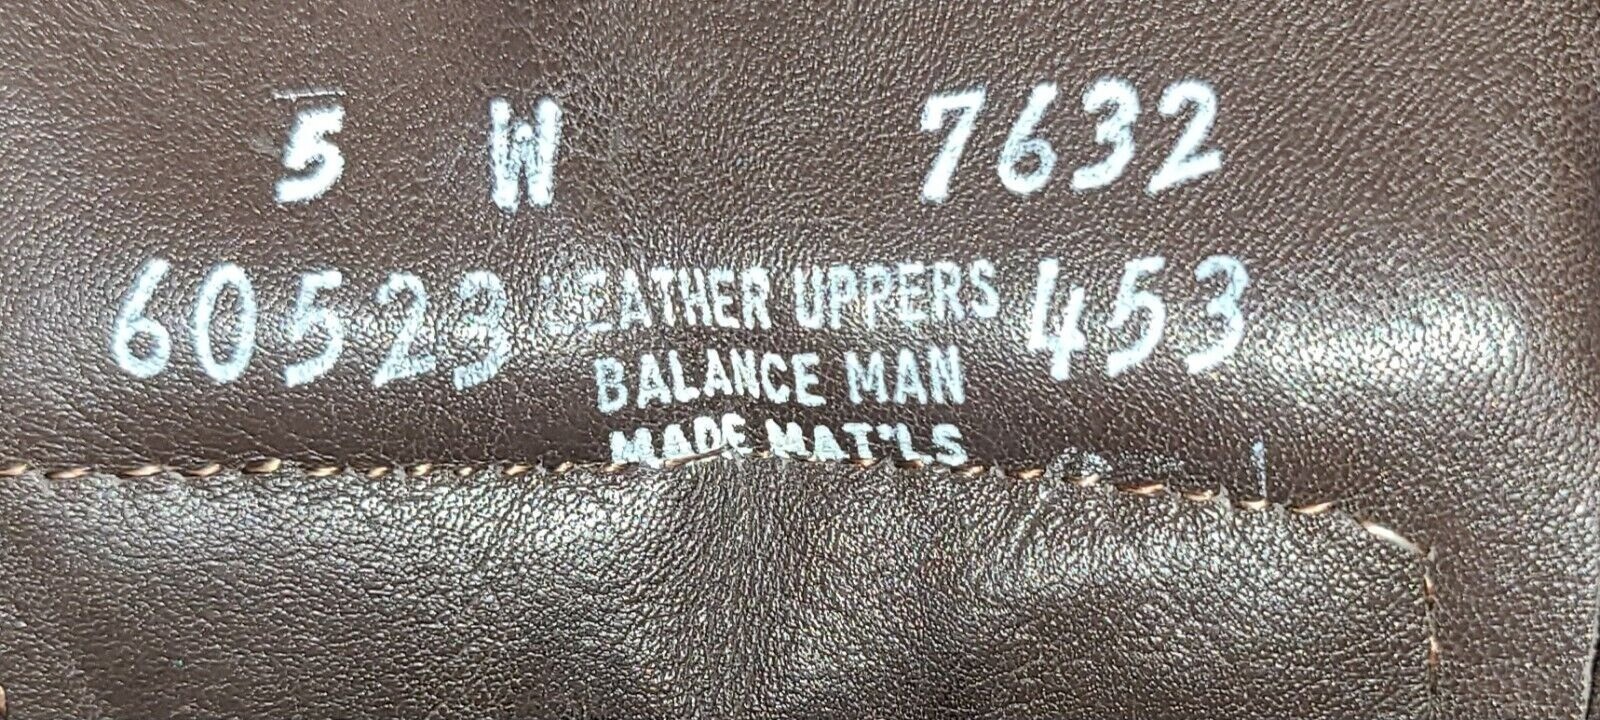 5 W 7632
60523 LEATHER UPPERS 453
BALANCE MAN
MADE MAT'LS